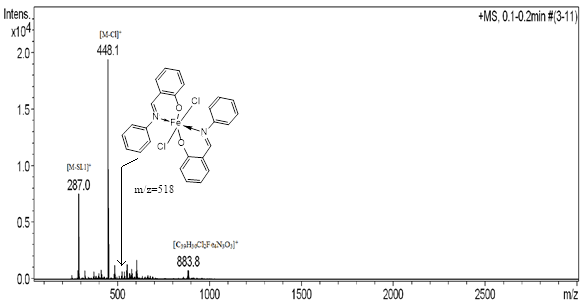 Intens.
x10⁴
+MS, 0.1-0.2min #(3-11)
[M-Cl]⁺
448.1
2.0
1.5
1.0
0.5
0.0
Cl
O
Fe
N
N
Cl
O
[M-SL1]⁺
287.0
m/z=518
883.8
500
1000
1500
2000
2500
m/z